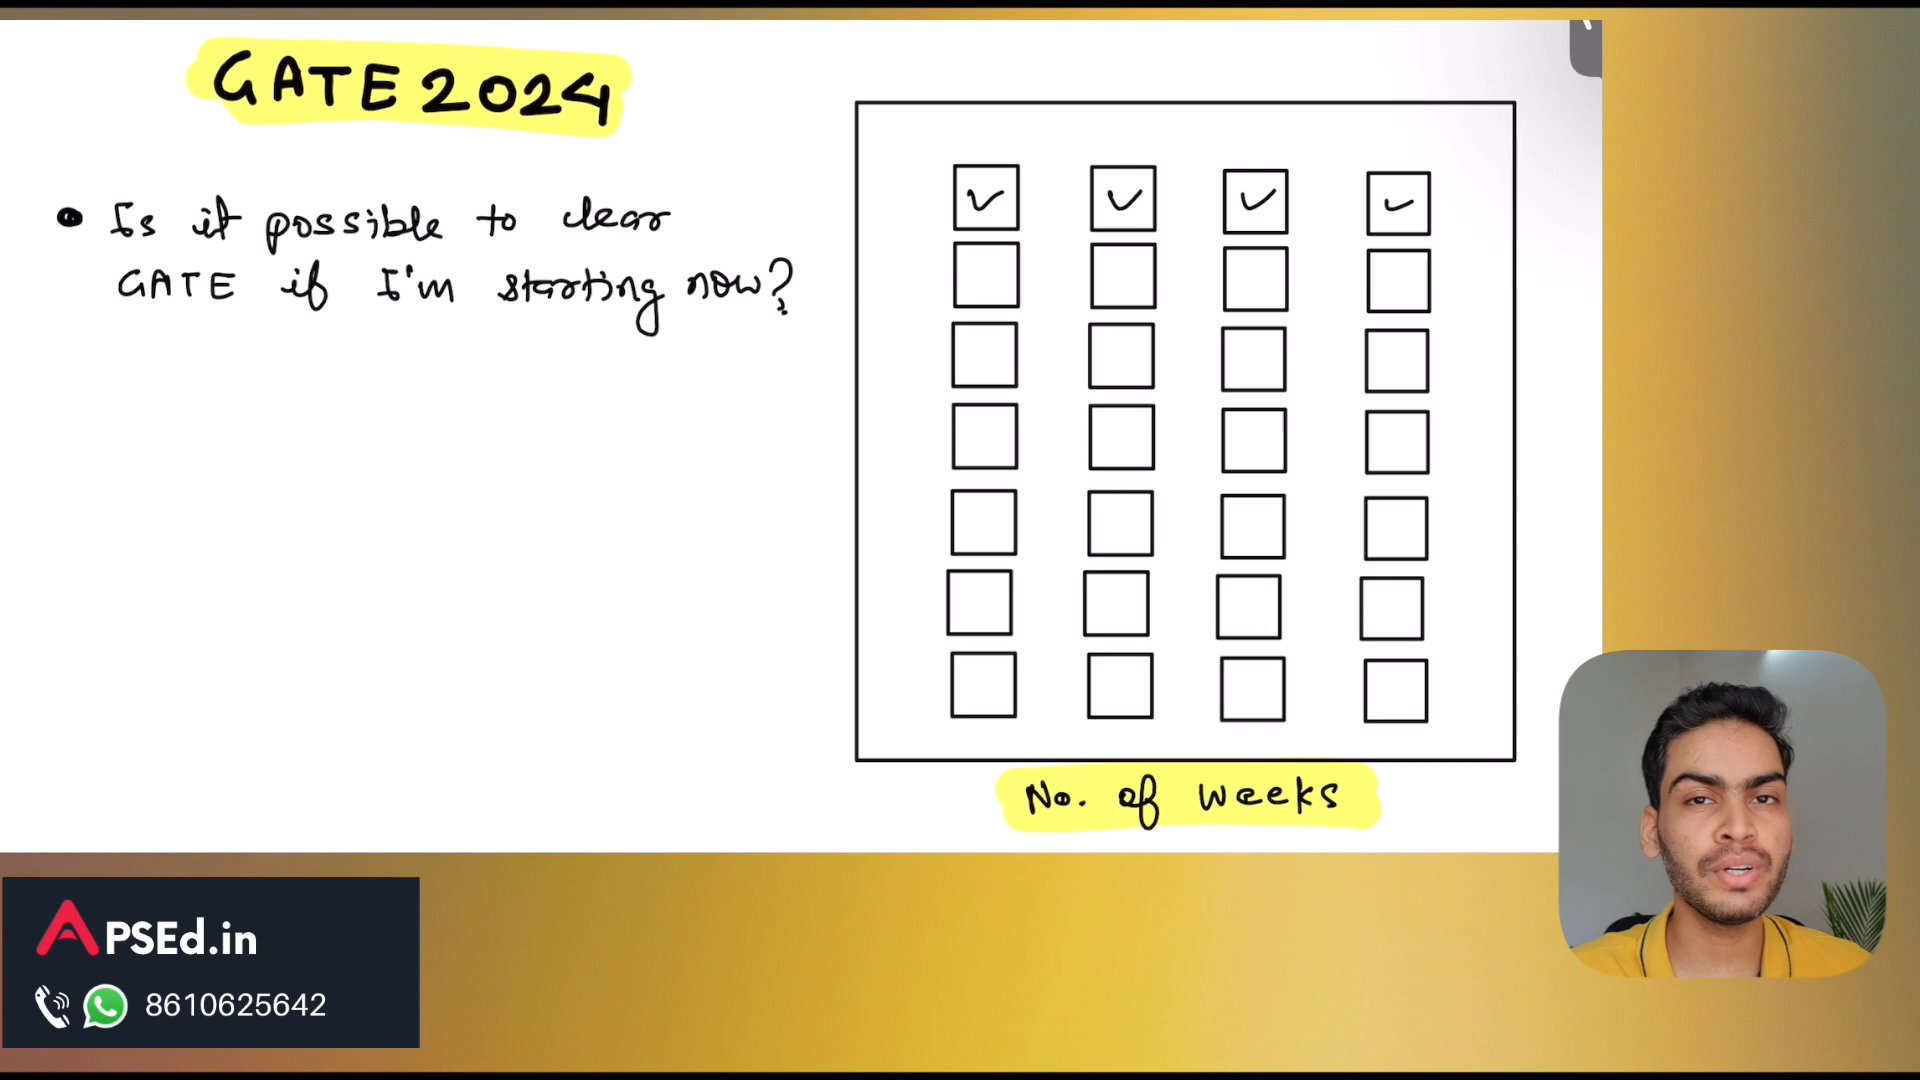 GATE 2024
• Is it possible to clear
GATE if I'm starting now?
No. of weeks
APSEd.in
8610625642